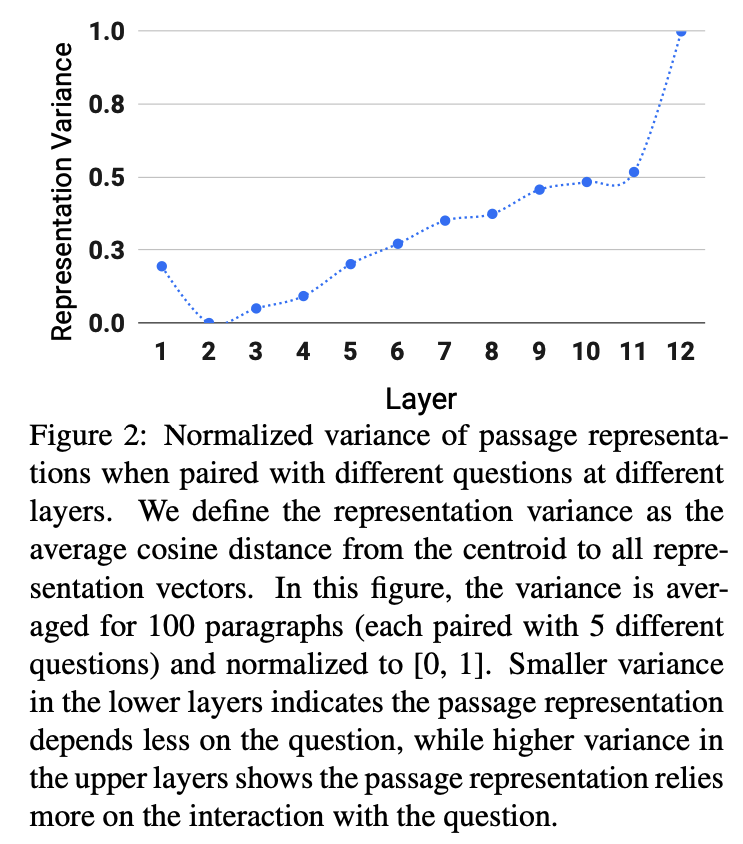 Representation Variance
1.0
0.8
0.5
0.3
0.0
1 2 3 4 5 6 7 8 9 10 11 12
Layer
Figure 2: Normalized variance of passage representa-
tions when paired with different questions at different
layers. We define the representation variance as the
average cosine distance from the centroid to all repre-
sentation vectors. In this figure, the variance is aver-
aged for 100 paragraphs (each paired with 5 different
questions) and normalized to [0, 1]. Smaller variance
in the lower layers indicates the passage representation
depends less on the question, while higher variance in
the upper layers shows the passage representation relies
more on the interaction with the question.